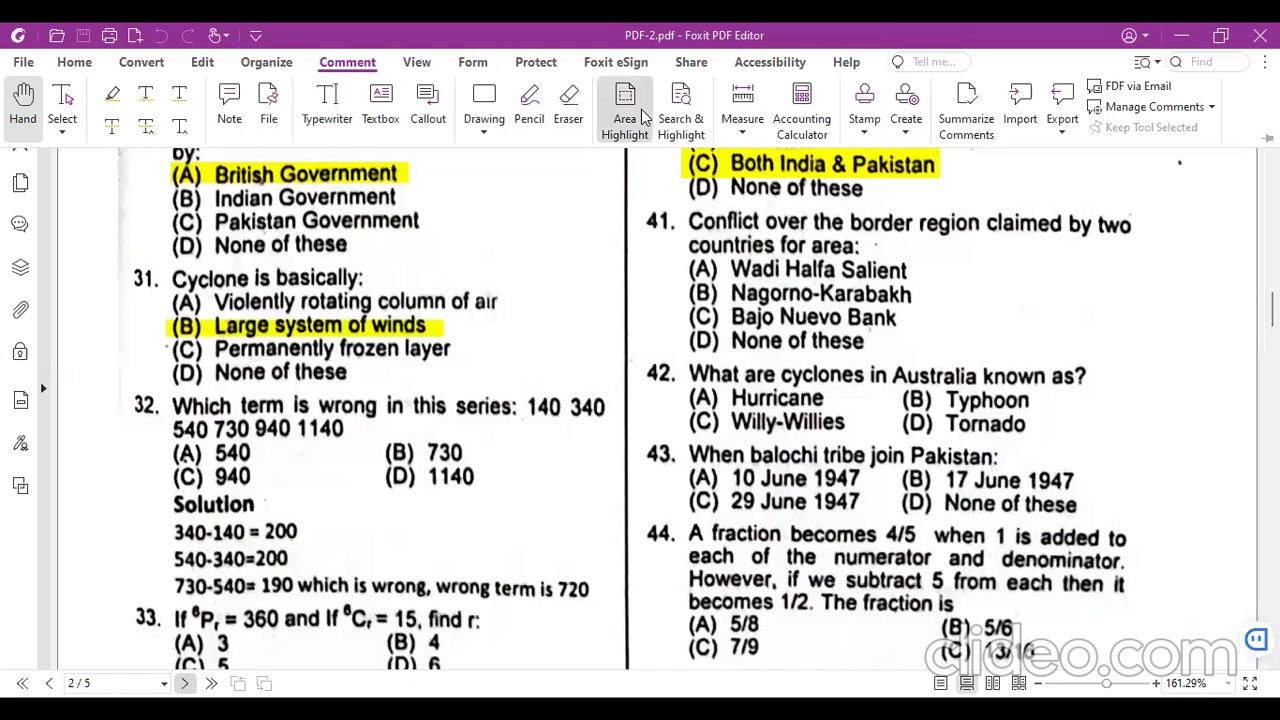 PDF-2.pdf - Foxit PDF Editor
File Home Convert Edit Organize Comment View Form Protect Foxit eSign Share Accessibility Help Tell me... Find
Hand Select Note File Typewriter Textbox Callout Drawing Pencil Eraser Area Highlight Search & Highlight Measure Accounting Calculator Stamp Create Summarize Comments Import Export
PDF via Email
Manage Comments
Keep Tool Selected
by:
(A) British Government
(B) Indian Government
(C) Pakistan Government
(D) None of these
31. Cyclone is basically:
(A) Violently rotating column of air
(B) Large system of winds
(C) Permanently frozen layer
(D) None of these
32. Which term is wrong in this series: 140 340
540 730 940 1140
(A) 540 (B) 730
(C) 940 (D) 1140
Solution
340-140 = 200
540-340=200
730-540= 190 which is wrong, wrong term is 720
33. If ⁶Pᵣ = 360 and If ⁶Cᵣ = 15, find r:
(A) 3 (B) 4
(C) 5 (D) 6
(C) Both India & Pakistan
(D) None of these
41. Conflict over the border region claimed by two
countries for area:
(A) Wadi Halfa Salient
(B) Nagorno-Karabakh
(C) Bajo Nuevo Bank
(D) None of these
42. What are cyclones in Australia known as?
(A) Hurricane (B) Typhoon
(C) Willy-Willies (D) Tornado
43. When balochi tribe join Pakistan:
(A) 10 June 1947 (B) 17 June 1947
(C) 29 June 1947 (D) None of these
44. A fraction becomes 4/5 when 1 is added to
each of the numerator and denominator.
However, if we subtract 5 from each then it
becomes 1/2. The fraction is
(A) 5/8 (B) 5/6
(C) 7/9
clideo.com
2 / 5
161.29%